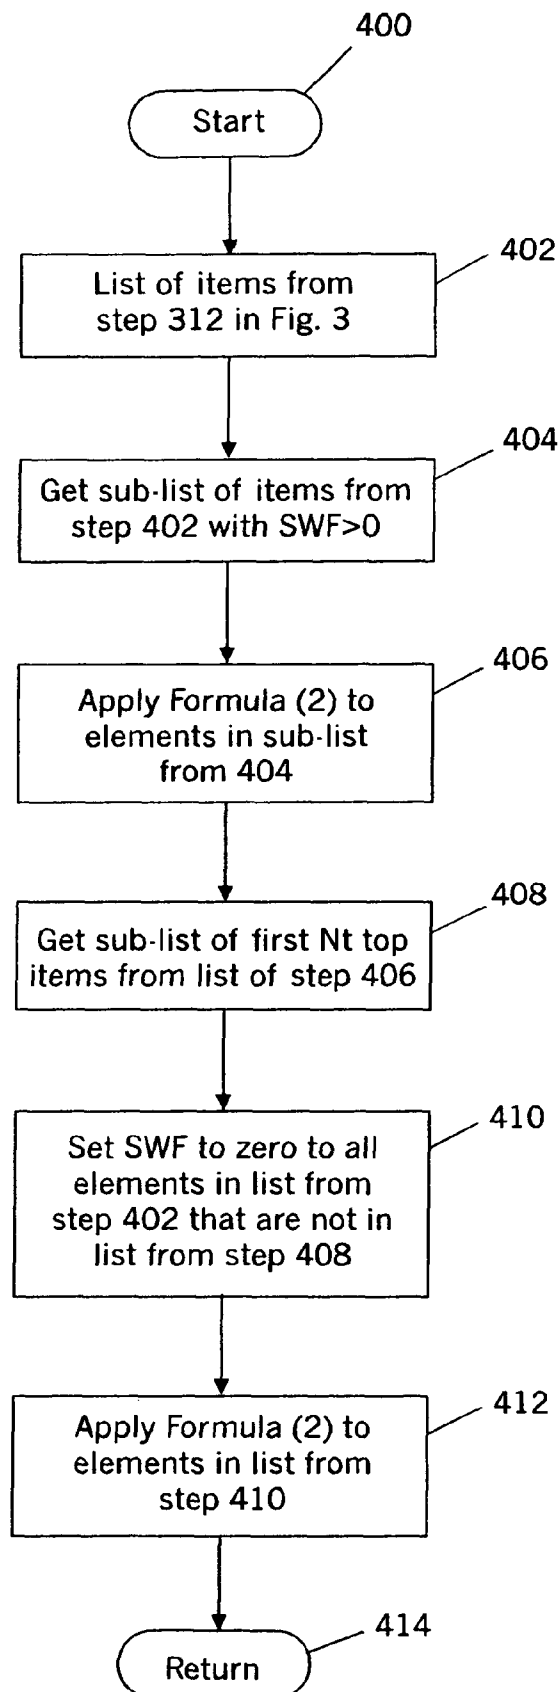 400
Start
402
List of items from
step 312 in Fig. 3
404
Get sub-list of items from
step 402 with SWF>0
406
Apply Formula (2) to
elements in sub-list
from 404
408
Get sub-list of first Nt top
items from list of step 406
410
Set SWF to zero to all
elements in list from
step 402 that are not in
list from step 408
412
Apply Formula (2) to
elements in list from
step 410
414
Return